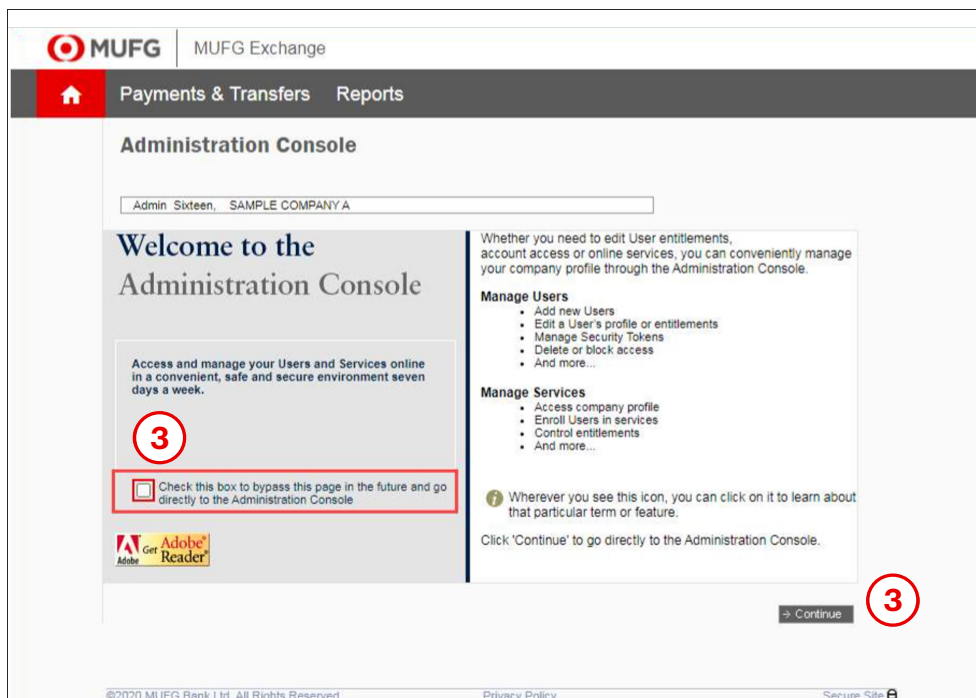 MUFG
MUFG Exchange
Payments & Transfers Reports
Administration Console
Admin Sixteen, SAMPLE COMPANY A
Welcome to the
Administration Console
Access and manage your Users and Services online
in a convenient, safe and secure environment seven
days a week.
3
Check this box to bypass this page in the future and go
directly to the Administration Console
Adobe
Get Adobe®
Reader®
Whether you need to edit User entitlements,
account access or online services, you can conveniently manage
your company profile through the Administration Console.
Manage Users
• Add new Users
• Edit a User's profile or entitlements
• Manage Security Tokens
• Delete or block access
• And more...
Manage Services
• Access company profile
• Enroll Users in services
• Control entitlements
• And more...
i
Wherever you see this icon, you can click on it to learn about
that particular term or feature.
Click 'Continue' to go directly to the Administration Console.
→ Continue
3
©2020 MUFG Bank Ltd. All Rights Reserved Privacy Policy Secure Site